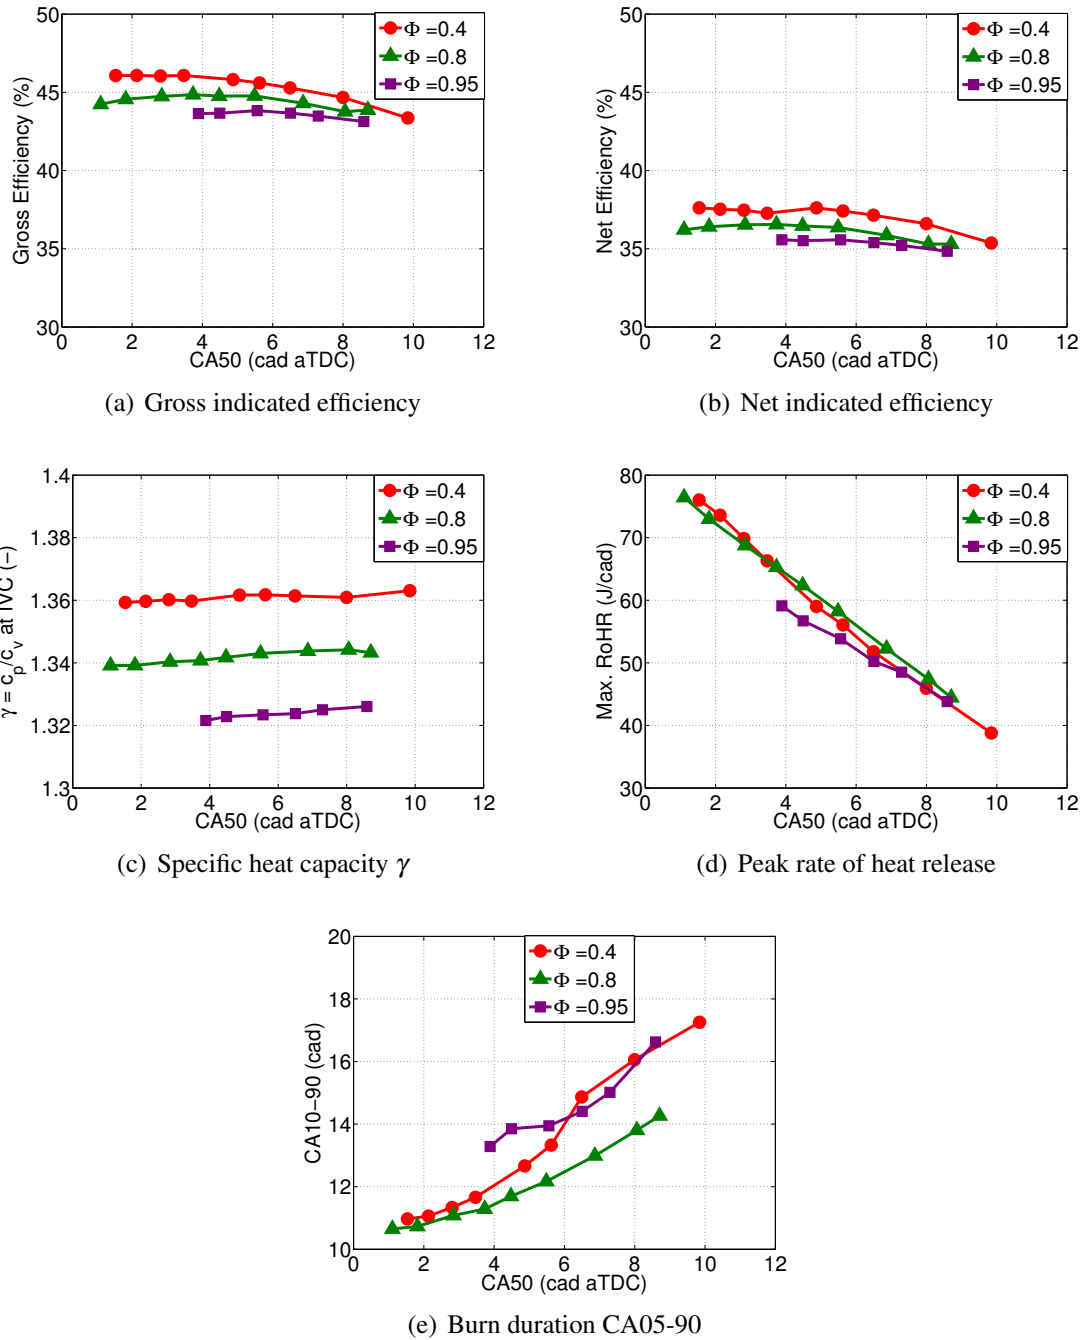 50
45
40
35
30
0 2 4 6 8 10 12
Gross Efficiency (%)
CA50 (cad aTDC)
Φ =0.4
Φ =0.8
Φ =0.95
(a) Gross indicated efficiency
50
45
40
35
30
0 2 4 6 8 10 12
Net Efficiency (%)
CA50 (cad aTDC)
Φ =0.4
Φ =0.8
Φ =0.95
(b) Net indicated efficiency
1.4
1.38
1.36
1.34
1.32
1.3
0 2 4 6 8 10 12
γ = c_p/c_v at IVC (−)
CA50 (cad aTDC)
Φ =0.4
Φ =0.8
Φ =0.95
(c) Specific heat capacity γ
80
70
60
50
40
30
0 2 4 6 8 10 12
Max. RoHR (J/cad)
CA50 (cad aTDC)
Φ =0.4
Φ =0.8
Φ =0.95
(d) Peak rate of heat release
20
18
16
14
12
10
0 2 4 6 8 10 12
CA10−90 (cad)
CA50 (cad aTDC)
Φ =0.4
Φ =0.8
Φ =0.95
(e) Burn duration CA05-90